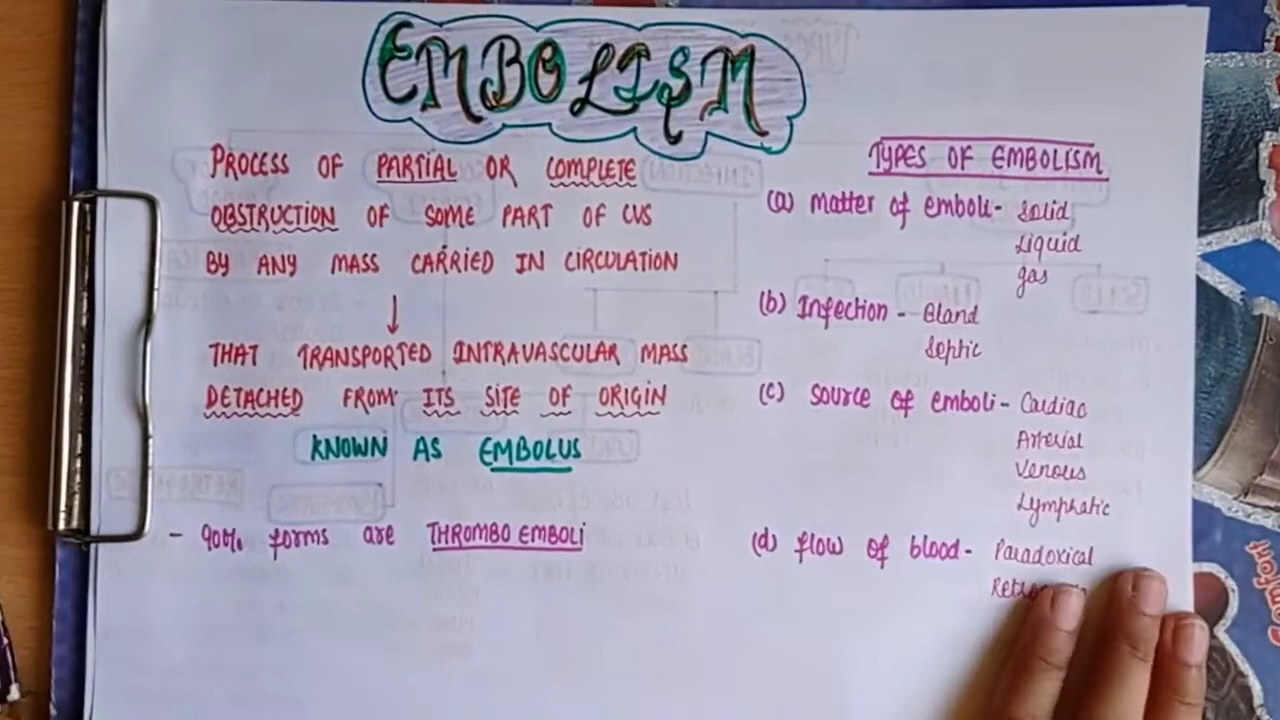 EMBOLISM
PROCESS OF PARTIAL OR COMPLETE
OBSTRUCTION OF SOME PART OF CVS
BY ANY MASS CARRIED IN CIRCULATION
THAT TRANSPORTED INTRAVASCULAR MASS
DETACHED FROM ITS SITE OF ORIGIN
KNOWN AS EMBOLUS
- 90% forms are THROMBO EMBOLI
TYPES OF EMBOLISM
(a) matter of emboli - Solid
Liquid
gas
(b) Infection - Bland
Septic
(c) Source of emboli - Cardiac
Arterial
Venous
Lymphatic
(d) flow of blood - Paradoxical
Comfort